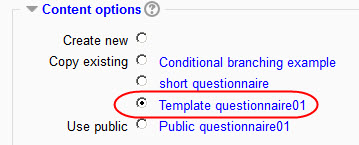 Content options ?
Create new
Copy existing Conditional branching example
short questionnaire
Template questionnaire01
Use public Public questionnaire01